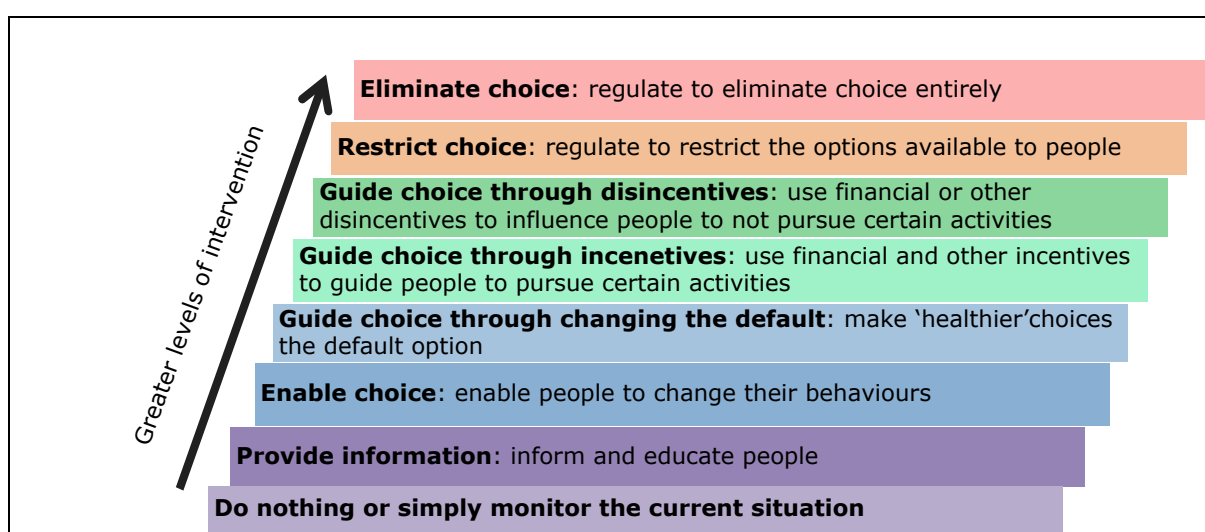 Greater levels of intervention
Eliminate choice: regulate to eliminate choice entirely
Restrict choice: regulate to restrict the options available to people
Guide choice through disincentives: use financial or other
disincentives to influence people to not pursue certain activities
Guide choice through incenetives: use financial and other incentives
to guide people to pursue certain activities
Guide choice through changing the default: make ‘healthier’choices
the default option
Enable choice: enable people to change their behaviours
Provide information: inform and educate people
Do nothing or simply monitor the current situation